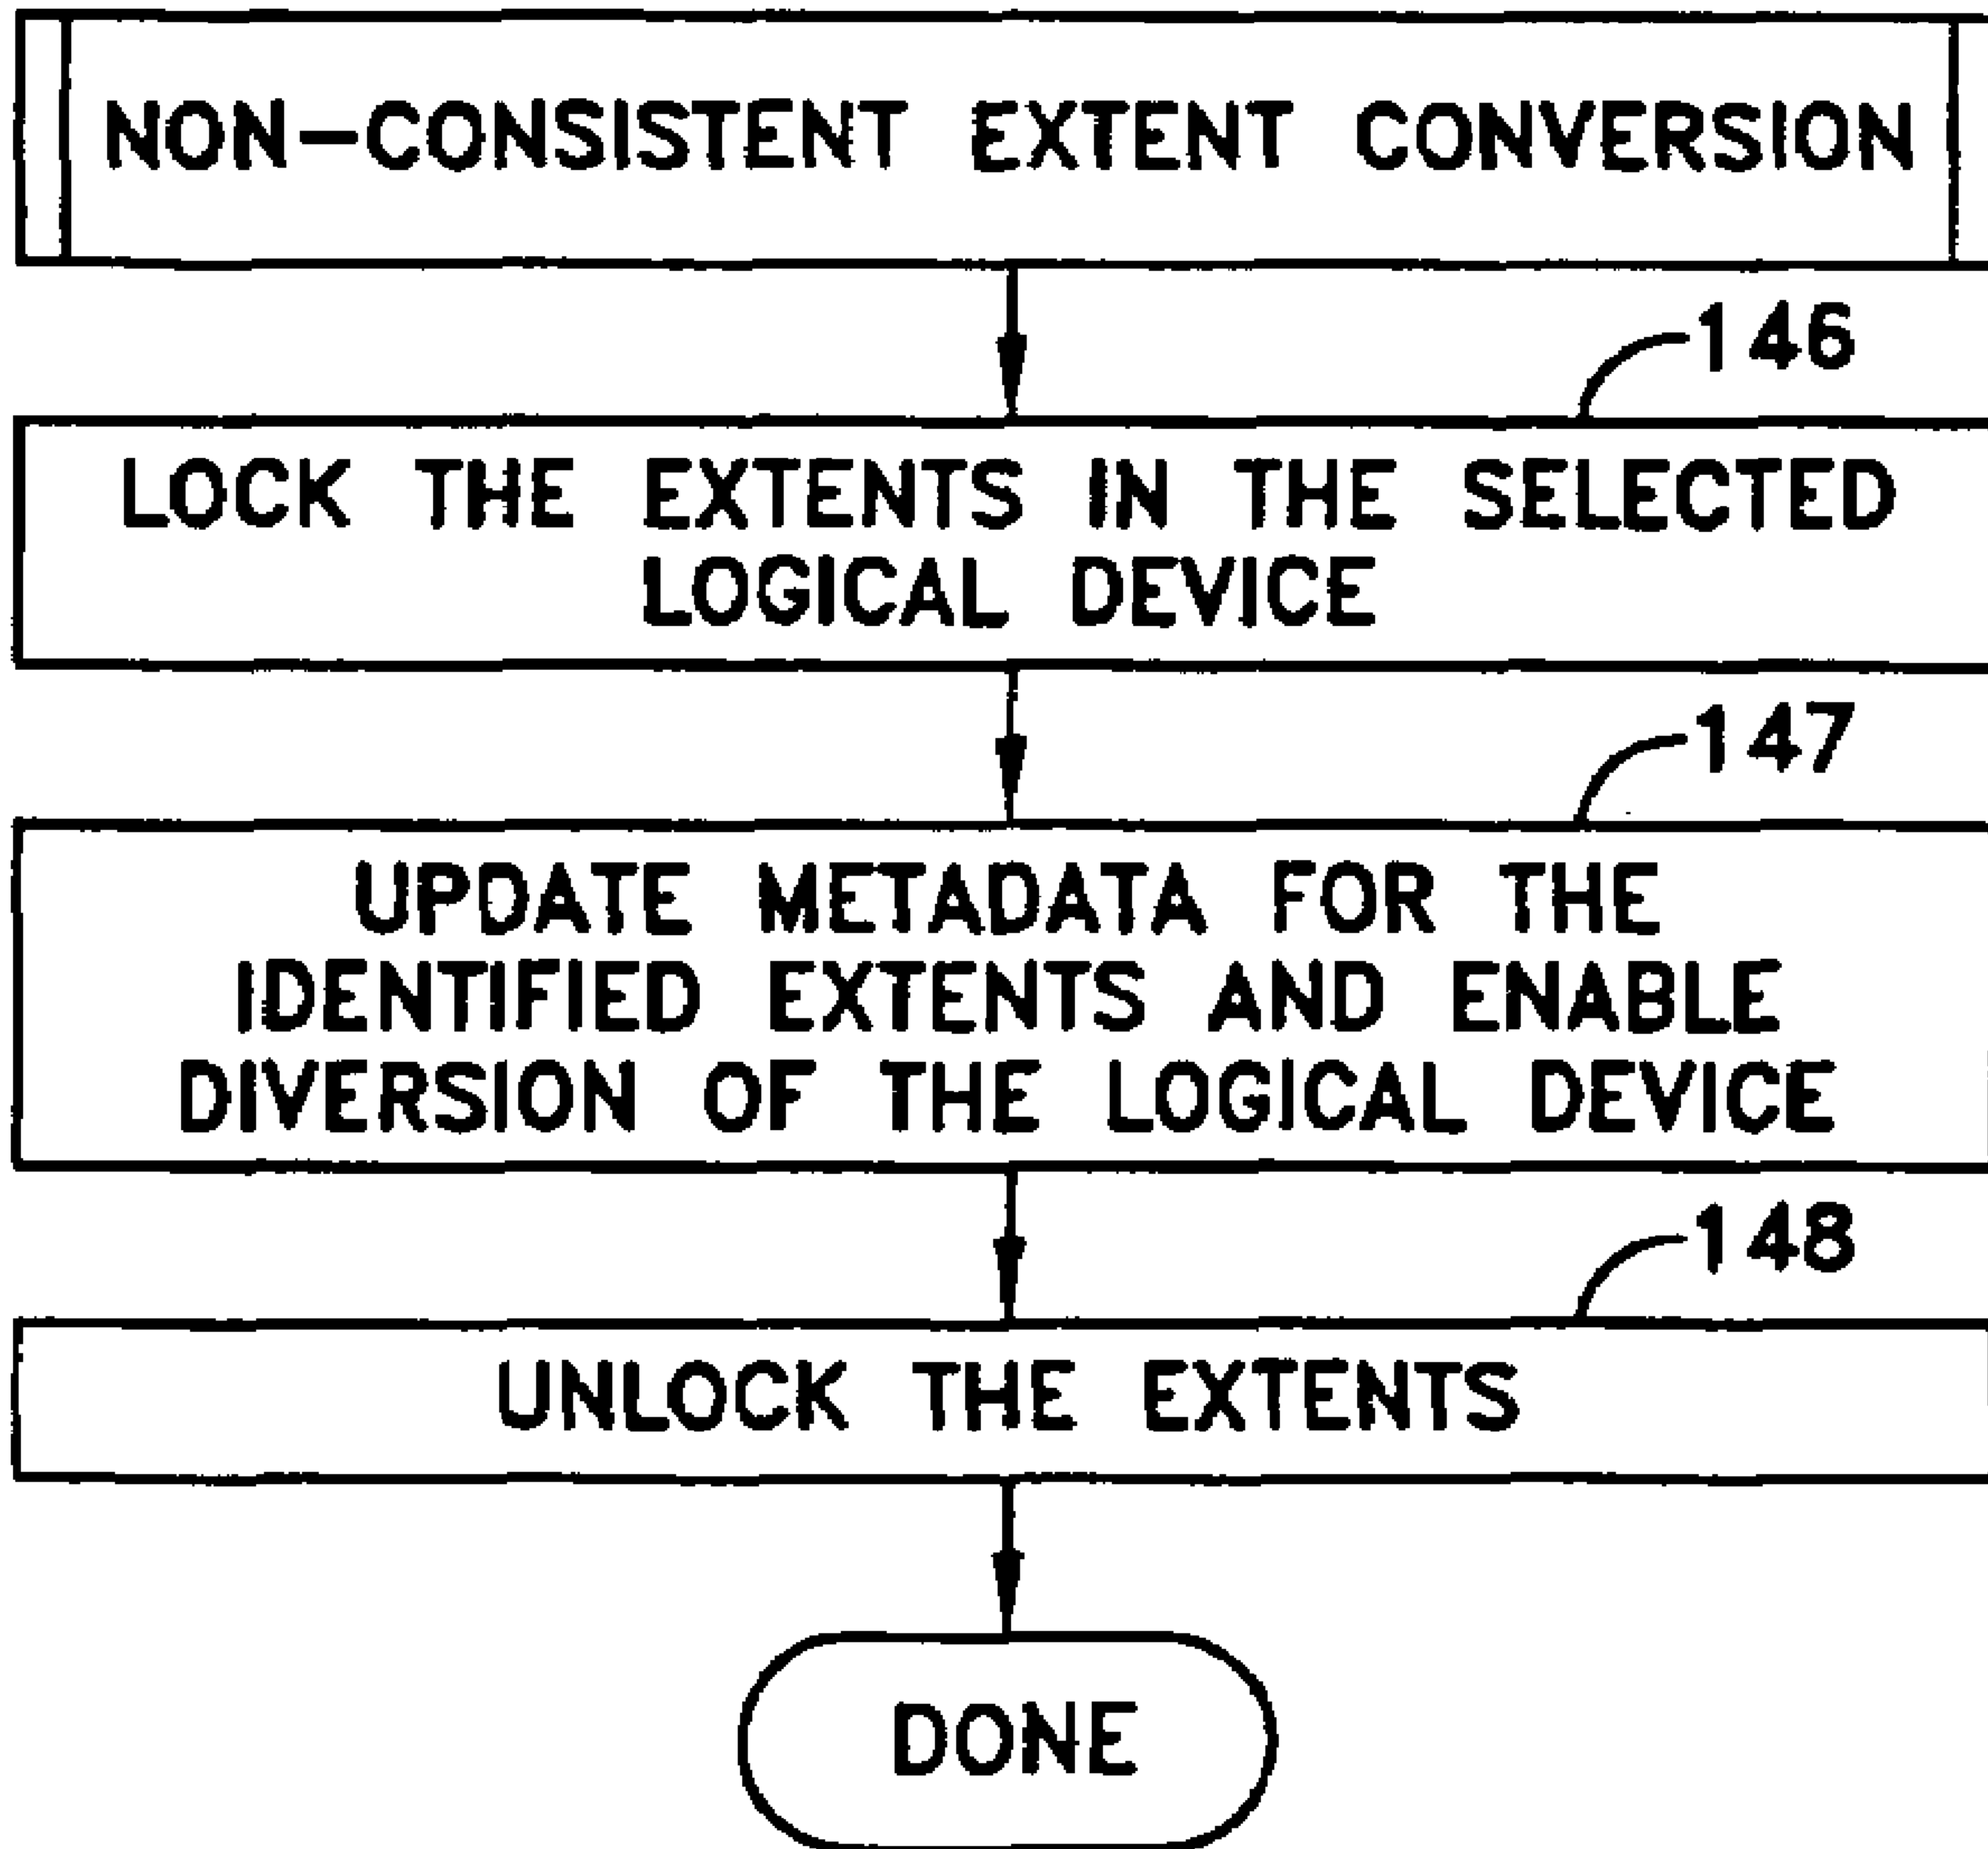 NON-CONSISTENT EXTENT CONVERSION
146
LOCK THE EXTENTS IN THE SELECTED
LOGICAL DEVICE
147
UPDATE METADATA FOR THE
IDENTIFIED EXTENTS AND ENABLE
DIVERSION OF THE LOGICAL DEVICE
148
UNLOCK THE EXTENTS
DONE